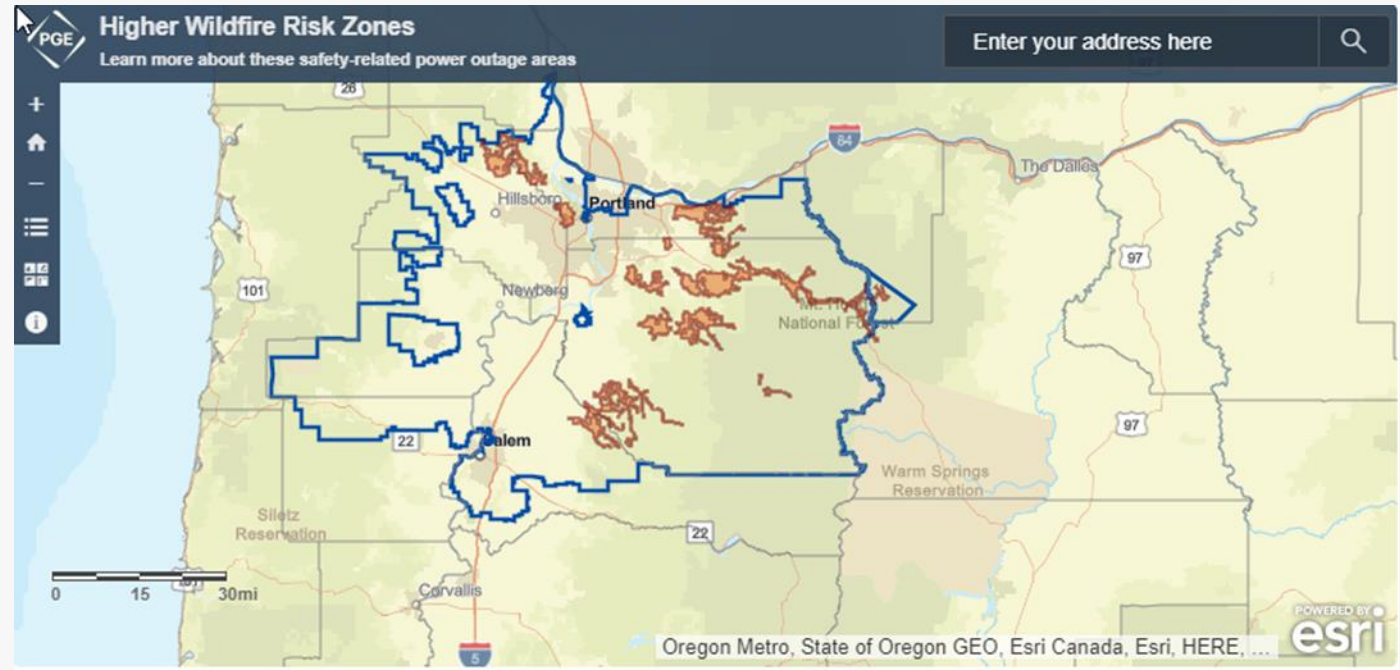 PGE
Higher Wildfire Risk Zones
Learn more about these safety-related power outage areas
Enter your address here
26
84
The Dalles
Hillsboro
Portland
97
101
Newberg
Mt. Hood
National Forest
22
Salem
97
Warm Springs
Reservation
Siletz
Reservation
22
0 15 30mi
Corvallis
5
POWERED BY
esri
Oregon Metro, State of Oregon GEO, Esri Canada, Esri, HERE, ...